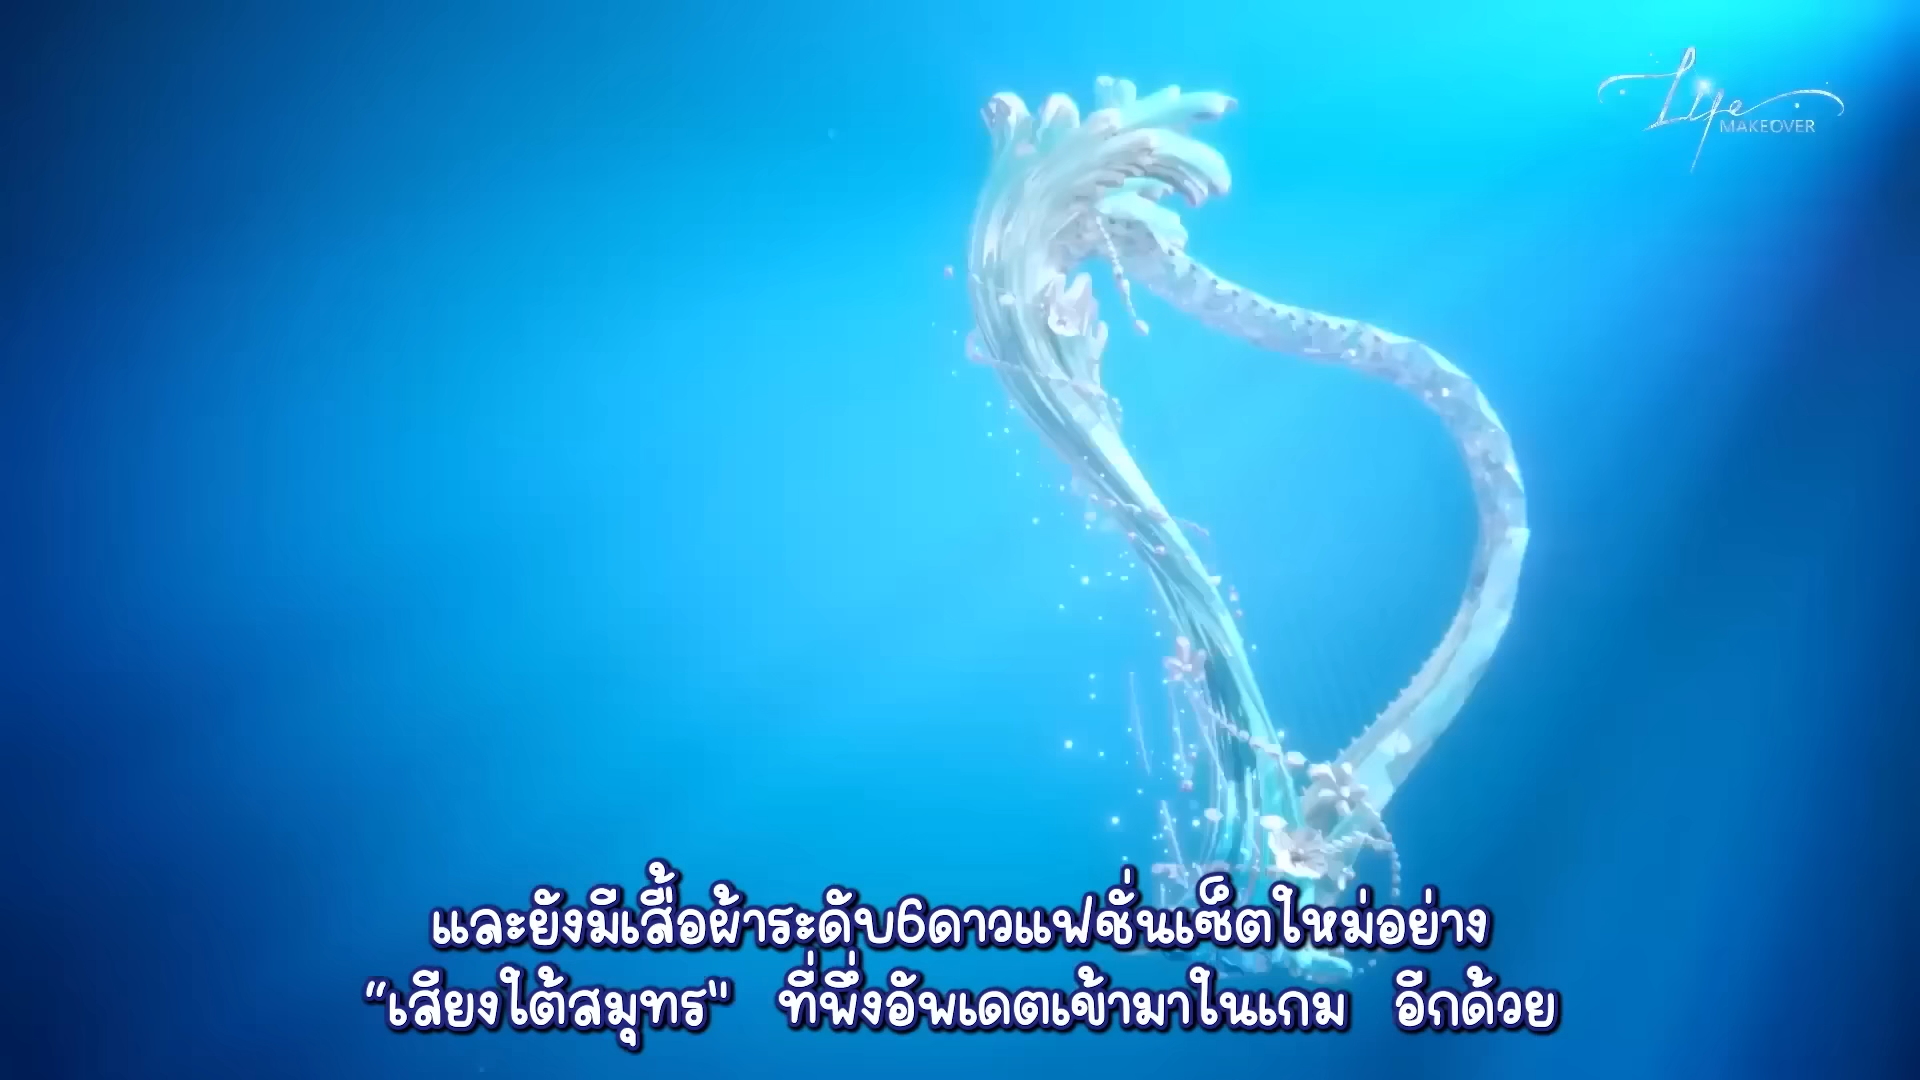 Life
MAKEOVER
และยังมีเสื้อผ้าระดับ6ดาวแฟชั่นเซ็ตใหม่อย่าง
“เสียงใต้สมุทร" ที่พึ่งอัพเดตเข้ามาในเกม อีกด้วย